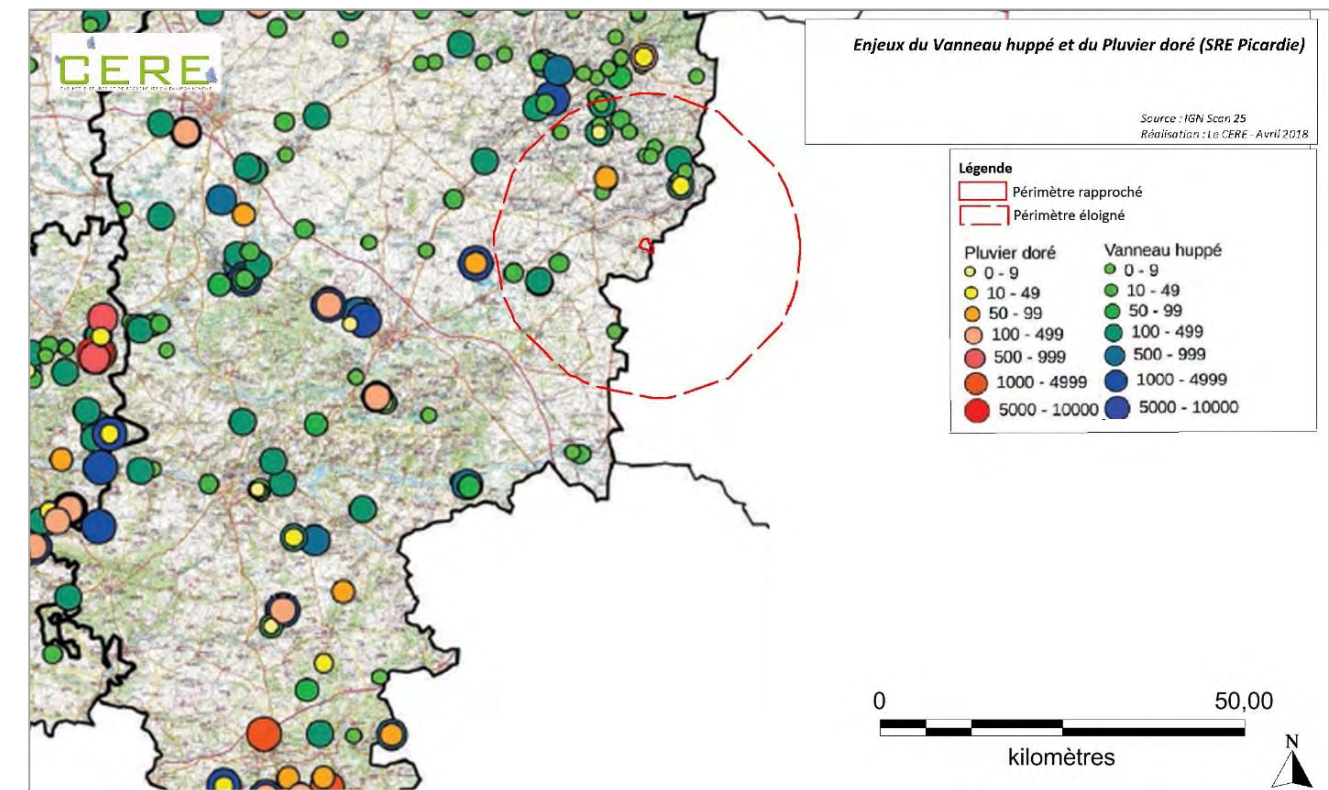 CERE
Enjeux du Vanneau huppé et du Pluvier doré (SRE Picardie)
Source : IGN Scan 25
Réalisation : Le CERE - Avril 2018
Légende
Périmètre rapproché
Périmètre éloigné
Pluvier doré
0 - 9
10 - 49
50 - 99
100 - 499
500 - 999
1000 - 4999
5000 - 10000
Vanneau huppé
0 - 9
10 - 49
50 - 99
100 - 499
500 - 999
1000 - 4999
5000 - 10000
0 50,00
kilomètres
N